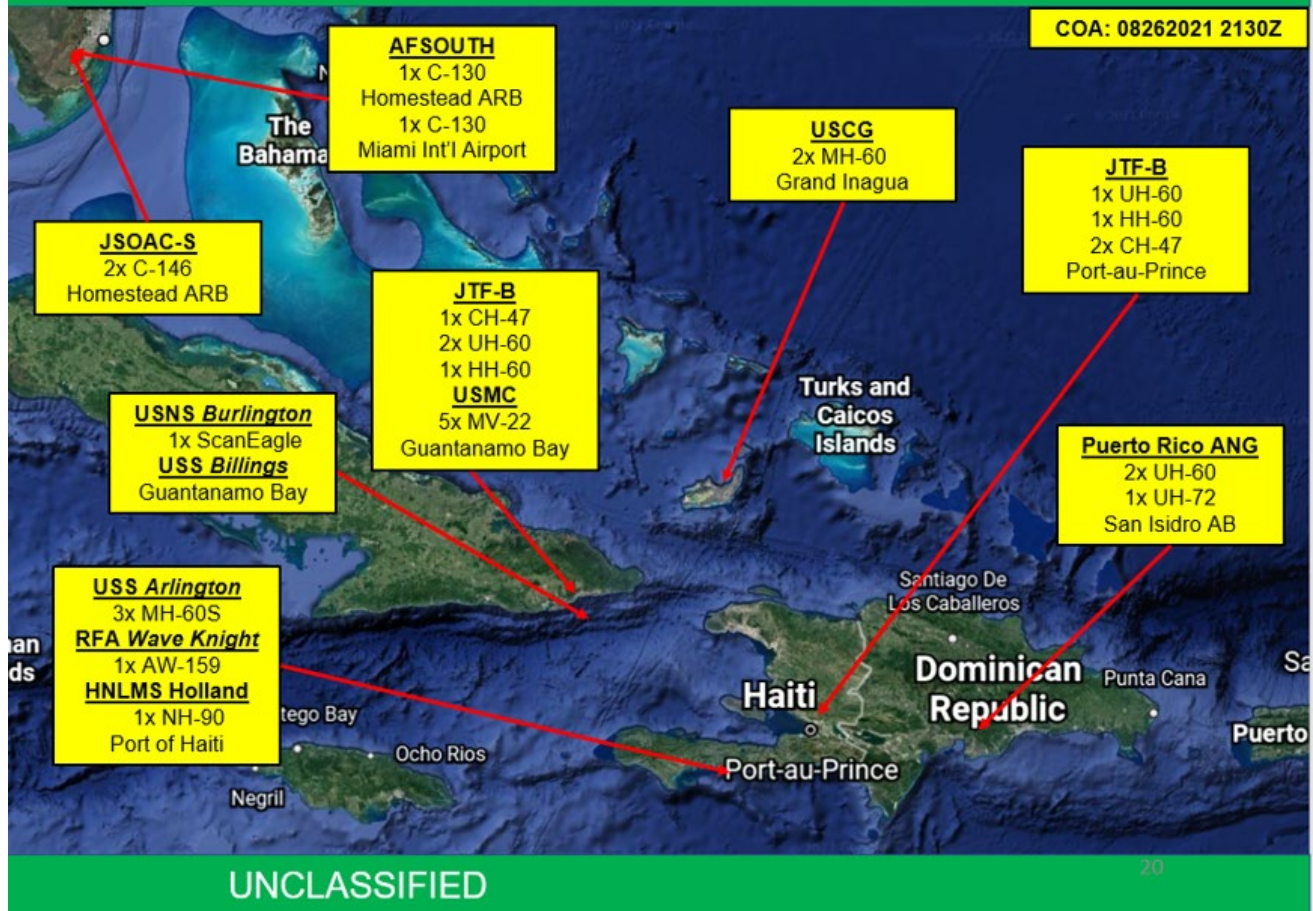 COA: 08262021 2130Z
AFSOUTH
1x C-130
Homestead ARB
1x C-130
Miami Int'l Airport
The
Bahama
USCG
2x MH-60
Grand Inagua
JTF-B
1x UH-60
1x HH-60
2x CH-47
Port-au-Prince
JSOAC-S
2x C-146
Homestead ARB
JTF-B
1x CH-47
2x UH-60
1x HH-60
USMC
5x MV-22
Guantanamo Bay
Turks and
Caicos
Islands
USNS Burlington
1x ScanEagle
USS Billings
Guantanamo Bay
Puerto Rico ANG
2x UH-60
1x UH-72
San Isidro AB
USS Arlington
3x MH-60S
RFA Wave Knight
1x AW-159
HNLMS Holland
1x NH-90
Port of Haiti
an
ds
Santiago De
Los Caballeros
Haiti
Dominican
Republic
Punta Cana
Sa
Puerto
tego Bay
Ocho Rios
Negril
Port-au-Prince
UNCLASSIFIED
20